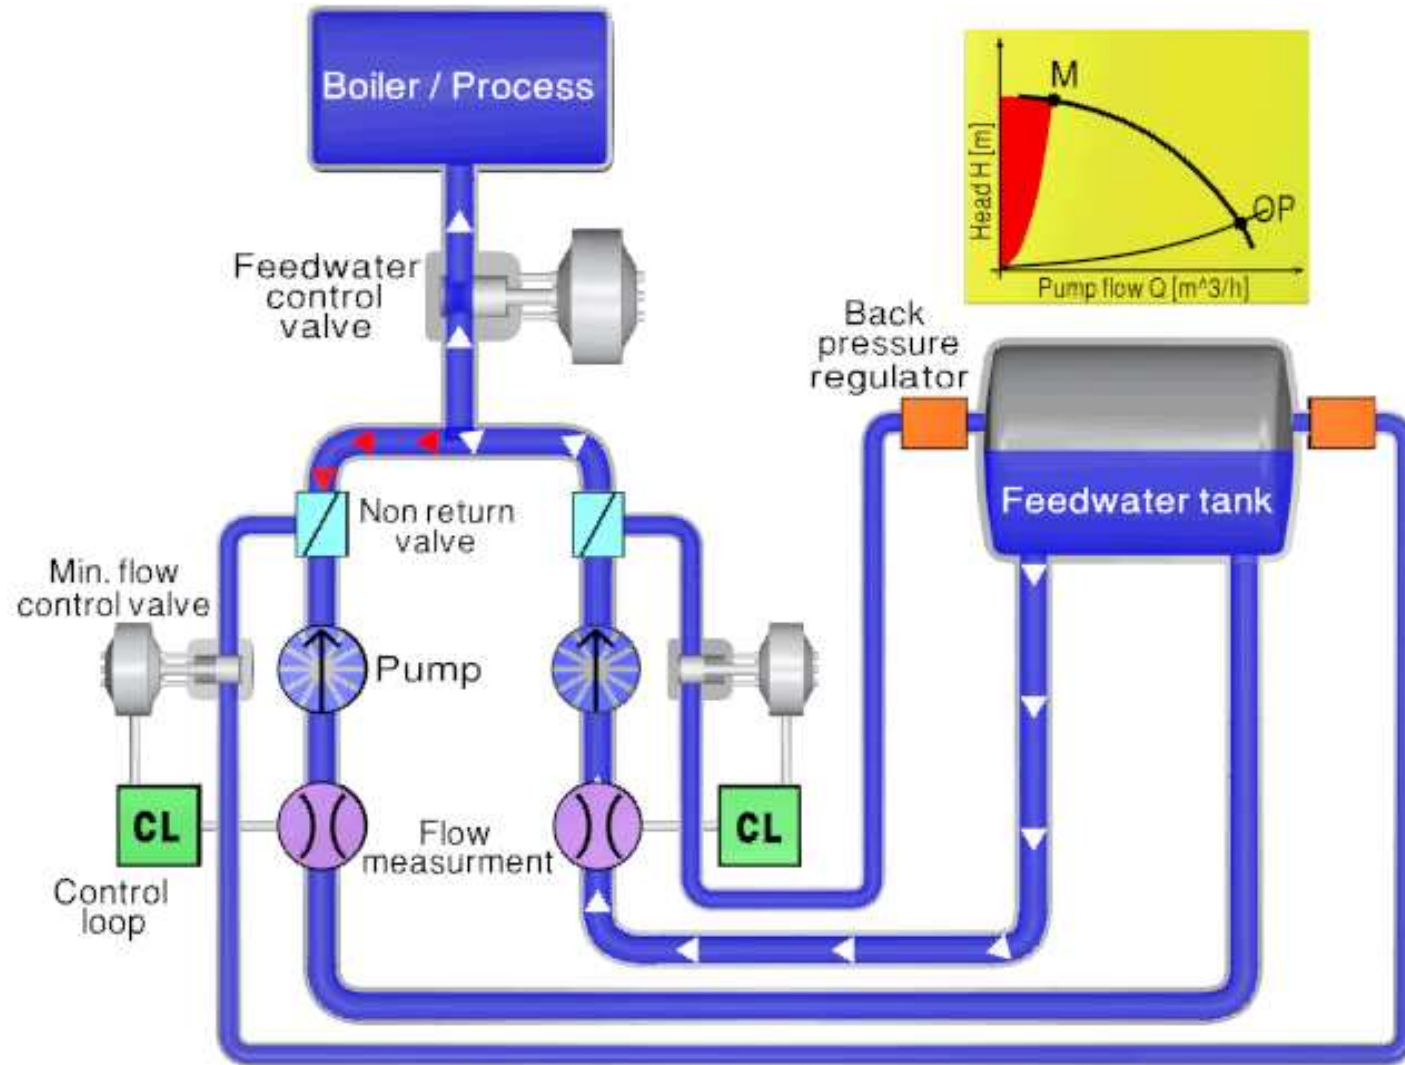 Boiler / Process
M
Head H [m]
OP
Pump flow Q [m^3/h]
Feedwater
control
valve
Back
pressure
regulator
Feedwater tank
Non return
valve
Min. flow
control valve
Pump
CL
Flow
measurment
CL
Control
loop